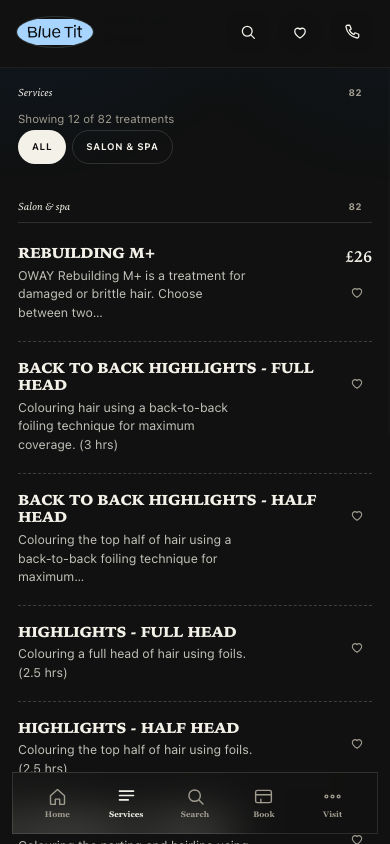 Blue Tit
Services 82
Showing 12 of 82 treatments
ALL SALON & SPA
Salon & spa 82
REBUILDING M+ £26
OWAY Rebuilding M+ is a treatment for
damaged or brittle hair. Choose
between two...
BACK TO BACK HIGHLIGHTS - FULL
HEAD
Colouring hair using a back-to-back
foiling technique for maximum
coverage. (3 hrs)
BACK TO BACK HIGHLIGHTS - HALF
HEAD
Colouring the top half of hair using a
back-to-back foiling technique for
maximum...
HIGHLIGHTS - FULL HEAD
Colouring a full head of hair using foils.
(2.5 hrs)
HIGHLIGHTS - HALF HEAD
Colouring the top half of hair using foils.
(2.5 hrs)
Home Services Search Book Visit